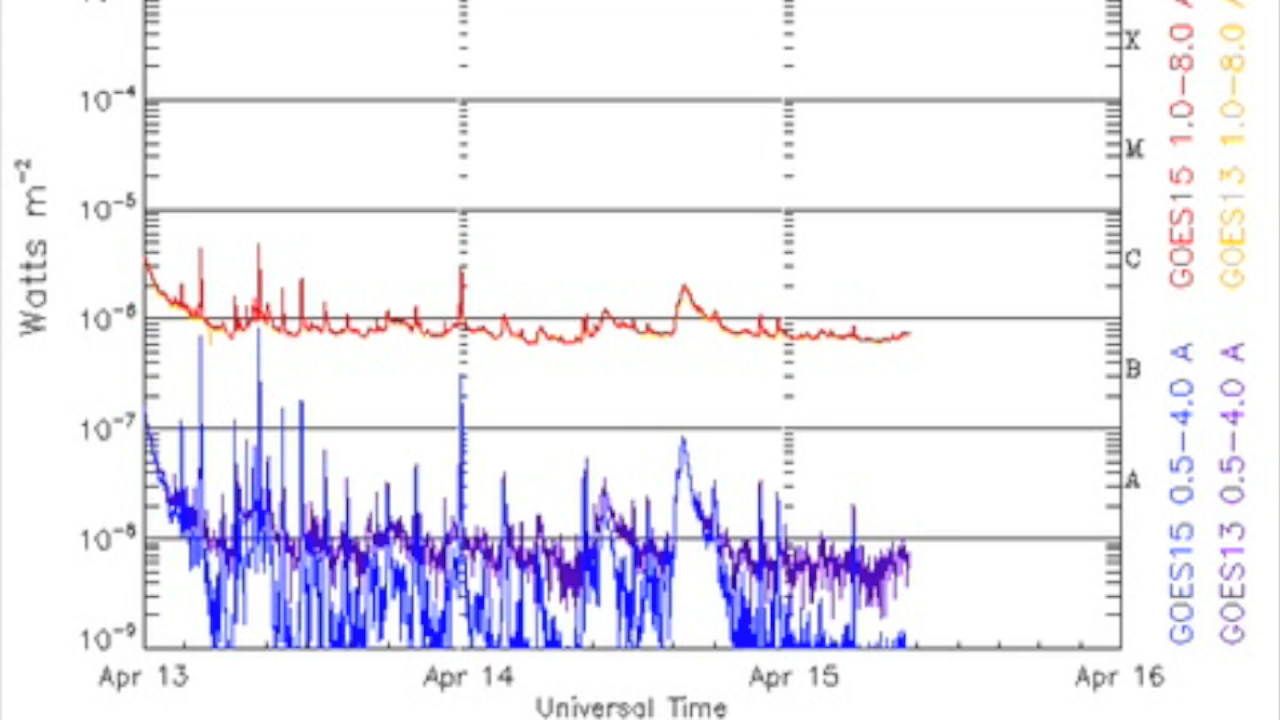 X
10⁻⁴
M
10⁻⁵
C
10⁻⁶
B
10⁻⁷
A
10⁻⁸
10⁻⁹
Watts m⁻²
Apr 13 Apr 14 Apr 15 Apr 16
Universal Time
GOES15 1.0-8.0
GOES13 1.0-8.0
GOES15 0.5-4.0 A
GOES13 0.5-4.0 A